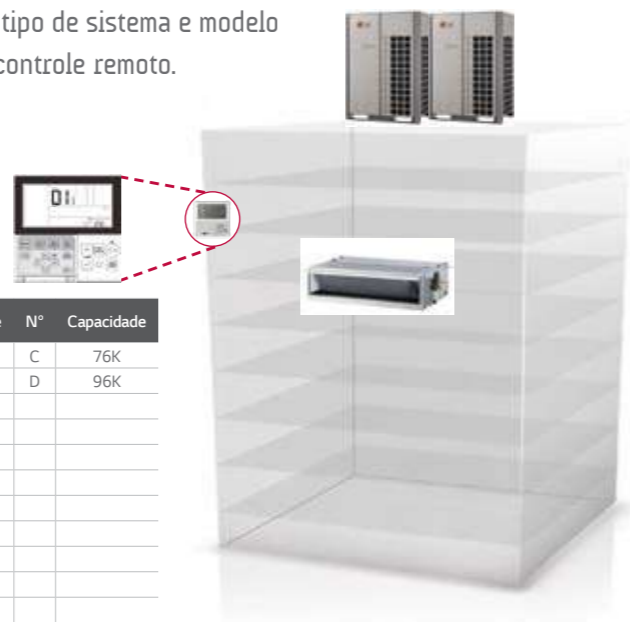 tipo de sistema e modelo
controle remoto.
01
e N° Capacidade
C 76K
D 96K